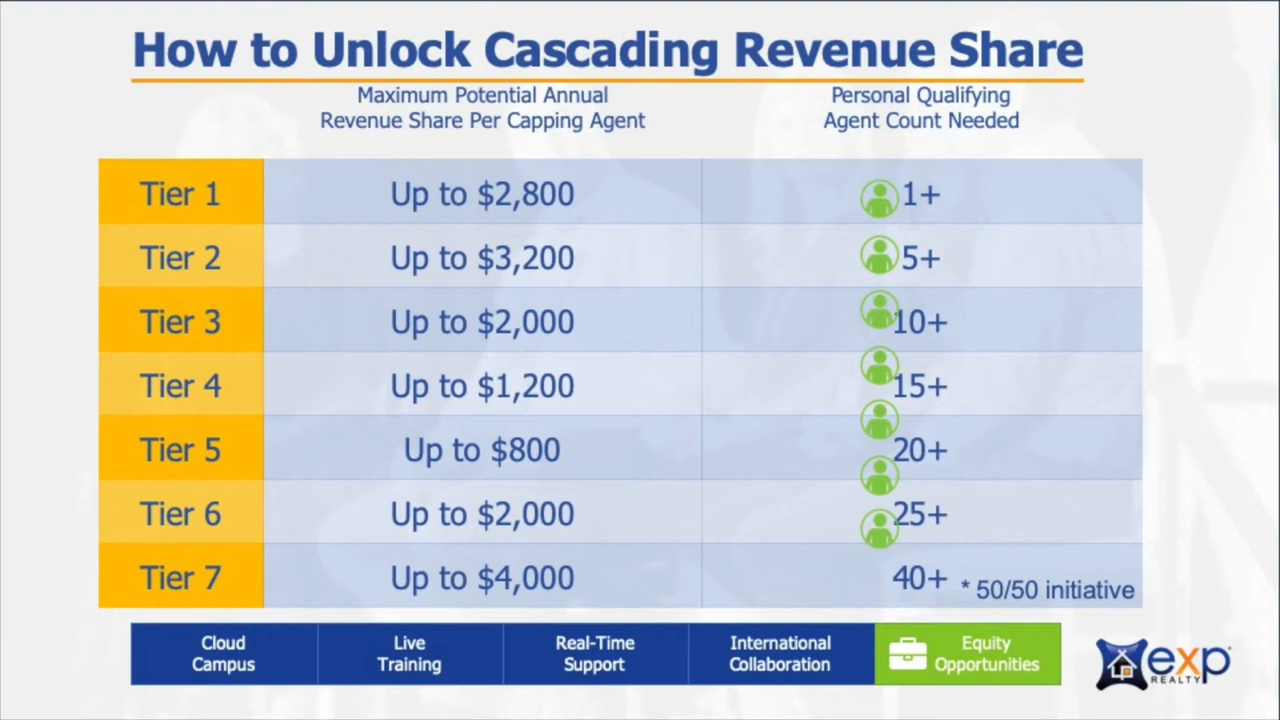 How to Unlock Cascading Revenue Share
Maximum Potential Annual
Revenue Share Per Capping Agent
Personal Qualifying
Agent Count Needed
Tier 1 Up to $2,800 1+
Tier 2 Up to $3,200 5+
Tier 3 Up to $2,000 10+
Tier 4 Up to $1,200 15+
Tier 5 Up to $800 20+
Tier 6 Up to $2,000 25+
Tier 7 Up to $4,000 40+ * 50/50 initiative
Cloud
Campus
Live
Training
Real-Time
Support
International
Collaboration
Equity
Opportunities
exp
REALTY